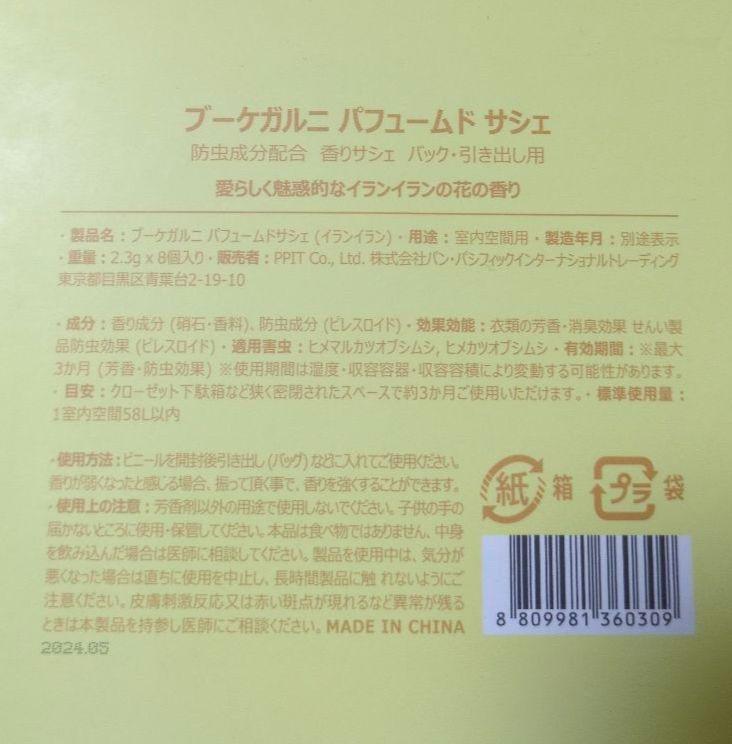 ブーケガルニ パフュームド サシェ
防虫成分配合 香りサシェ バック・引き出し用
愛らしく魅惑的なイランイランの花の香り
・製品名：ブーケガルニ パフュームドサシェ (イランイラン)・用途：室内空間用・製造年月：別途表示
・重量：2.3g x 8個入り・販売者：PPIT Co., Ltd. 株式会社パン・パシフィックインターナショナルトレーディング
東京都目黒区青葉台2-19-10
・成分：香り成分 (硝石・香料)、防虫成分 (ピレスロイド)・効果効能：衣類の芳香・消臭効果 せんい製
品防虫効果 (ピレスロイド)・適用害虫：ヒメマルカツオブシムシ, ヒメカツオブシムシ・有効期間：※最大
3か月 (芳香・防虫効果) ※使用期間は湿度・収容容器・収容容積により変動する可能性があります。
・目安：クローゼット下駄箱など狭く密閉されたスペースで約3か月ご使用いただけます。・標準使用量：
1室内空間58L以内
・使用方法：ビニールを開封後引き出し(バッグ)などに入れてご使用ください。
香りが弱くなったと感じる場合、振って頂く事で、香りを強くすることができます。
・使用上の注意：芳香剤以外の用途で使用しないでください。子供の手の
届かないところに使用・保管してください。本品は食べ物ではありません、中身
を飲み込んだ場合は医師に相談してください。製品を使用中は、気分が
悪くなった場合は直ちに使用を中止し、長時間製品に触 れないようにご
注意ください。皮膚刺激反応又は赤い斑点が現れるなど異常が残る
ときは本製品を持参し医師にご相談ください。MADE IN CHINA
2024.05
紙 箱
プラ 袋
8 809981 360309